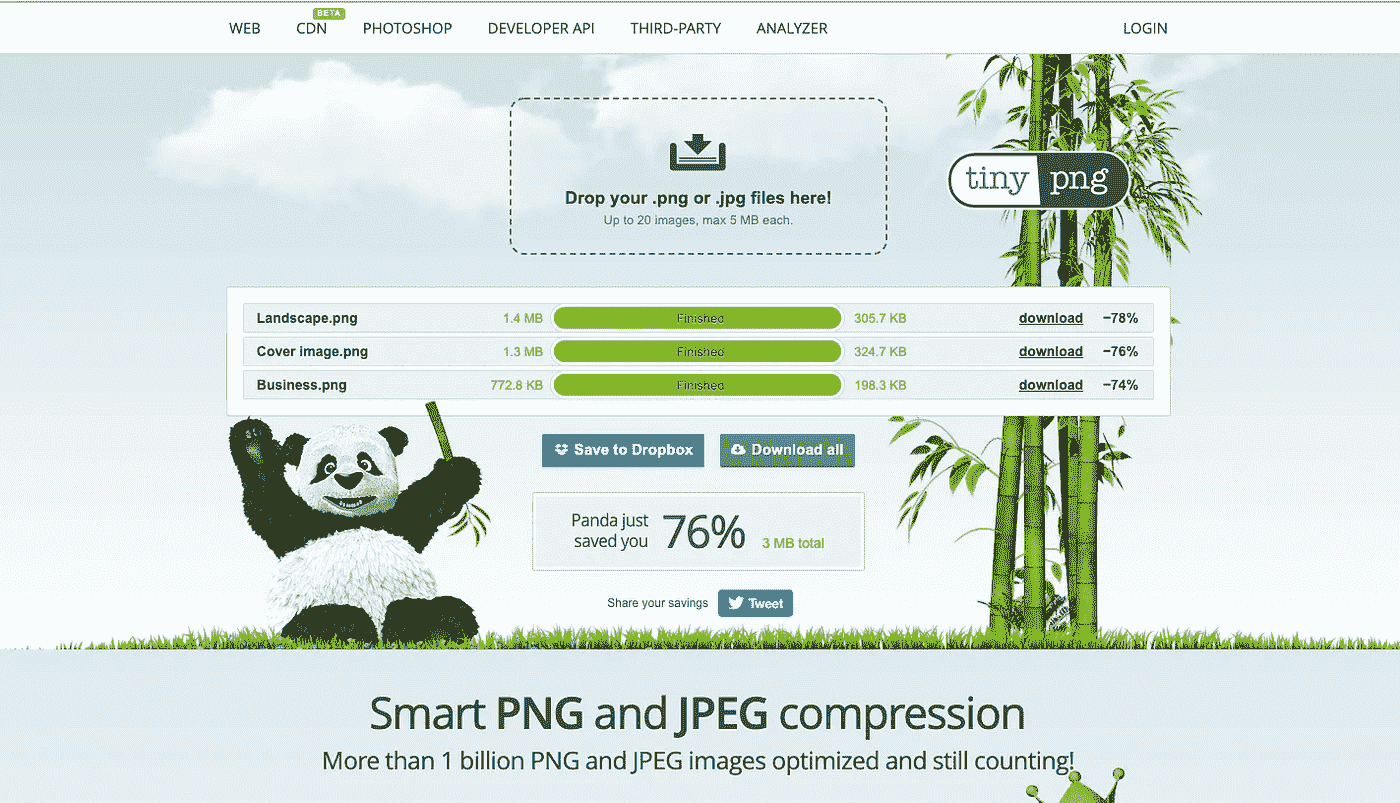 BETA
WEB CDN PHOTOSHOP DEVELOPER API THIRD-PARTY ANALYZER LOGIN
Drop your .png or .jpg files here!
Up to 20 images, max 5 MB each.
tiny png
Landscape.png 1.4 MB Finished 305.7 KB download −78%
Cover image.png 1.3 MB Finished 324.7 KB download −76%
Business.png 772.8 KB Finished 198.3 KB download −74%
Save to Dropbox Download all
Panda just
saved you 76% 3 MB total
Share your savings Tweet
Smart PNG and JPEG compression
More than 1 billion PNG and JPEG images optimized and still counting!